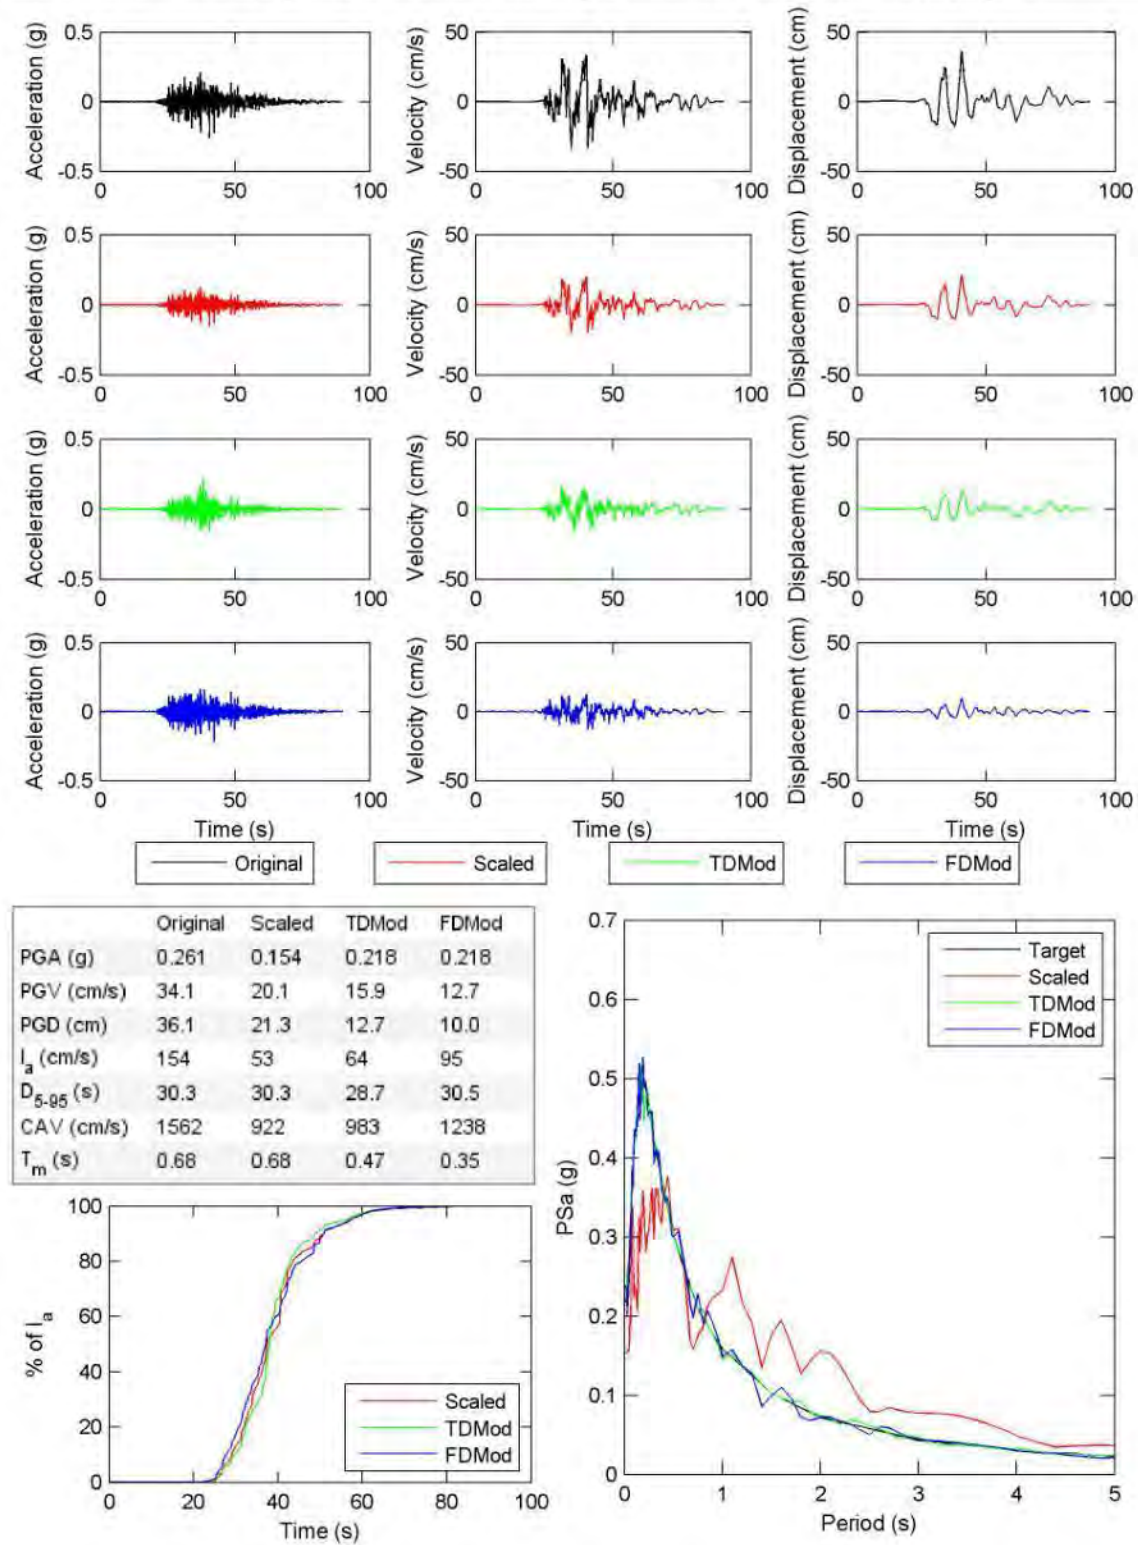 Acceleration (g)
0.5
0
-0.5
0 50 100
Velocity (cm/s)
50
0
-50
0 50 100
Displacement (cm)
50
0
-50
0 50 100
Acceleration (g)
0.5
0
-0.5
0 50 100
Velocity (cm/s)
50
0
-50
0 50 100
Displacement (cm)
50
0
-50
0 50 100
Acceleration (g)
0.5
0
-0.5
0 50 100
Velocity (cm/s)
50
0
-50
0 50 100
Displacement (cm)
50
0
-50
0 50 100
Acceleration (g)
0.5
0
-0.5
0 50 100
Time (s)
Velocity (cm/s)
50
0
-50
0 50 100
Time (s)
Displacement (cm)
50
0
-50
0 50 100
Time (s)
Original
Scaled
TDMod
FDMod
Original Scaled TDMod FDMod
PGA (g) 0.261 0.154 0.218 0.218
PGV (cm/s) 34.1 20.1 15.9 12.7
PGD (cm) 36.1 21.3 12.7 10.0
Ia (cm/s) 154 53 64 95
D5-95 (s) 30.3 30.3 28.7 30.5
CAV (cm/s) 1562 922 983 1238
Tm (s) 0.68 0.68 0.47 0.35
% of Ia
100
80
60
40
20
0
0 20 40 60 80 100
Time (s)
Scaled
TDMod
FDMod
PSa (g)
0.7
0.6
0.5
0.4
0.3
0.2
0.1
0
0 1 2 3 4 5
Period (s)
Target
Scaled
TDMod
FDMod